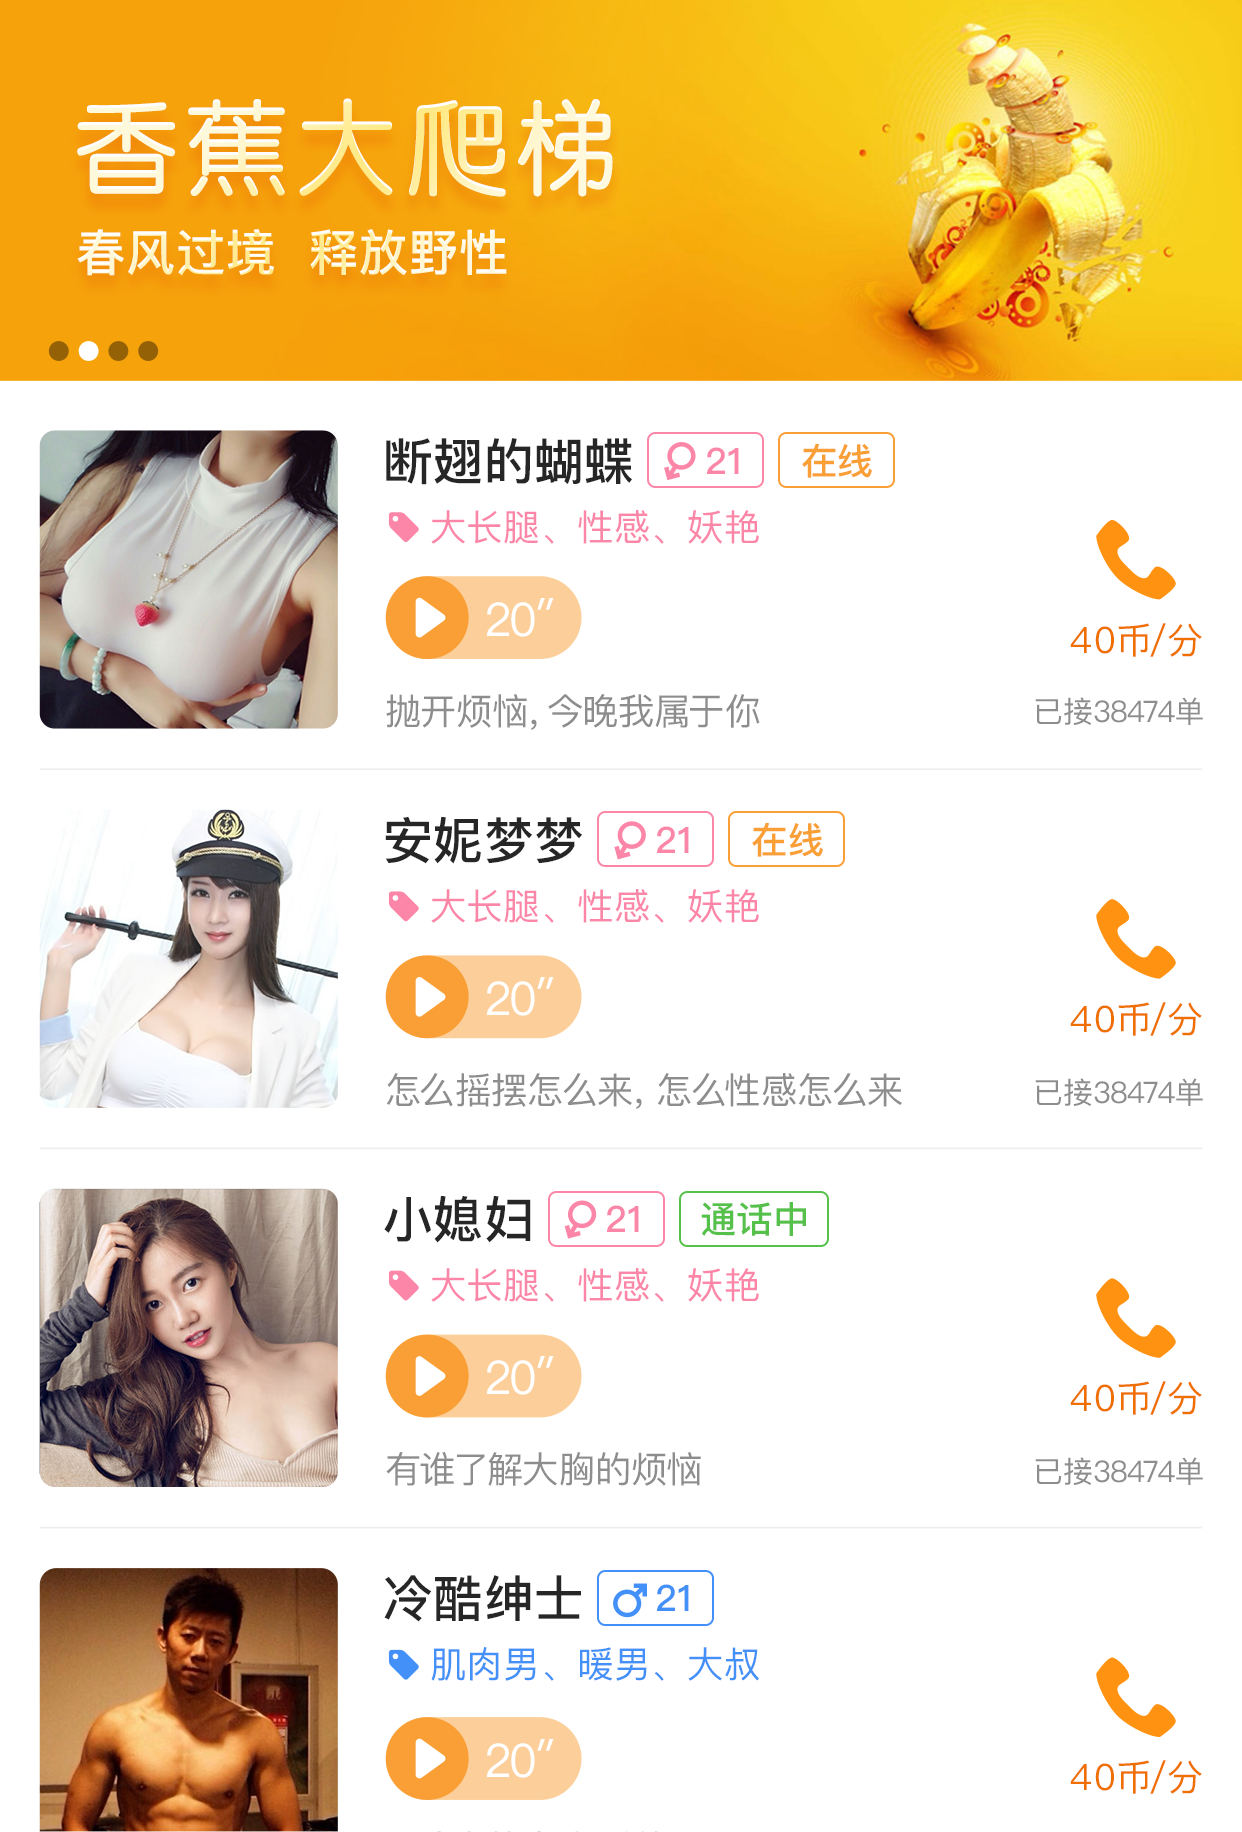 香蕉大爬梯
春风过境 释放野性
断翅的蝴蝶 21 在线
大长腿、性感、妖艳
20″
40币/分
抛开烦恼, 今晚我属于你
已接38474单
安妮梦梦 21 在线
大长腿、性感、妖艳
20″
40币/分
怎么摇摆怎么来, 怎么性感怎么来
已接38474单
小媳妇 21 通话中
大长腿、性感、妖艳
20″
40币/分
有谁了解大胸的烦恼
已接38474单
冷酷绅士 21
肌肉男、暖男、大叔
20″
40币/分